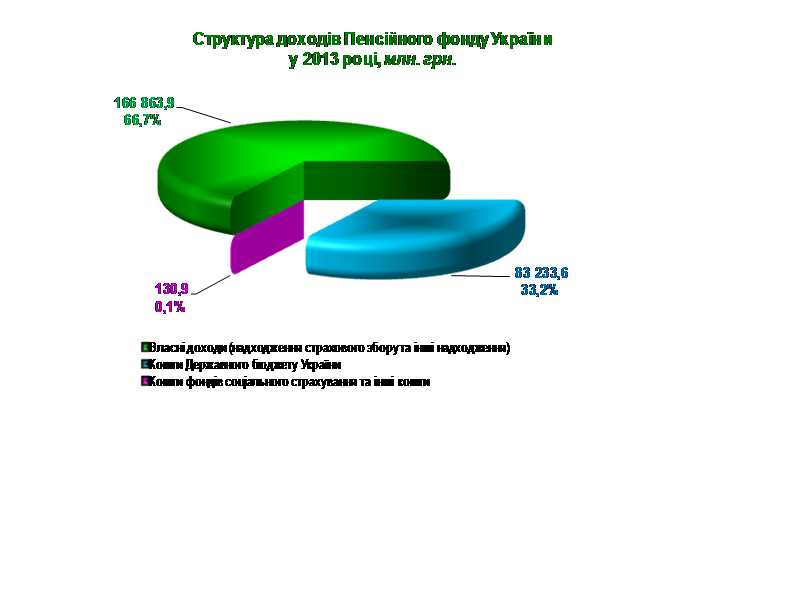 Структура доходів Пенсійного фонду України
у 2013 році, млн. грн.
166 863,9
66,7%
83 233,6
33,2%
130,9
0,1%
Власні доходи (надходження страхового збору та інші надходження)
Кошти Державного бюджету України
Кошти фондів соціального страхування та інші кошти